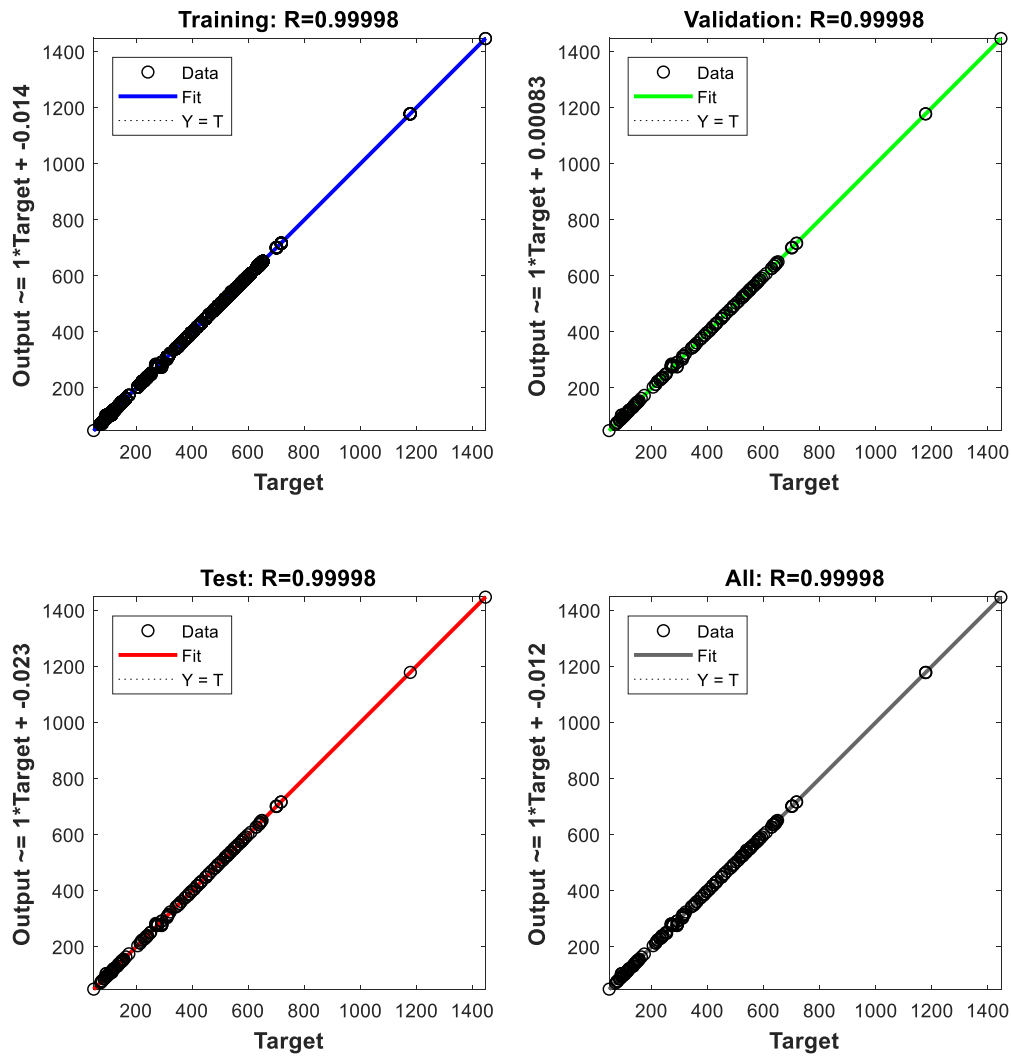 Training: R=0.99998
Output ~= 1*Target + -0.014
1400
1200
1000
800
600
400
200
Data
Fit
Y = T
200 400 600 800 1000 1200 1400
Target
Validation: R=0.99998
Output ~= 1*Target + 0.00083
1400
1200
1000
800
600
400
200
Data
Fit
Y = T
200 400 600 800 1000 1200 1400
Target
Test: R=0.99998
Output ~= 1*Target + -0.023
1400
1200
1000
800
600
400
200
Data
Fit
Y = T
200 400 600 800 1000 1200 1400
Target
All: R=0.99998
Output ~= 1*Target + -0.012
1400
1200
1000
800
600
400
200
Data
Fit
Y = T
200 400 600 800 1000 1200 1400
Target